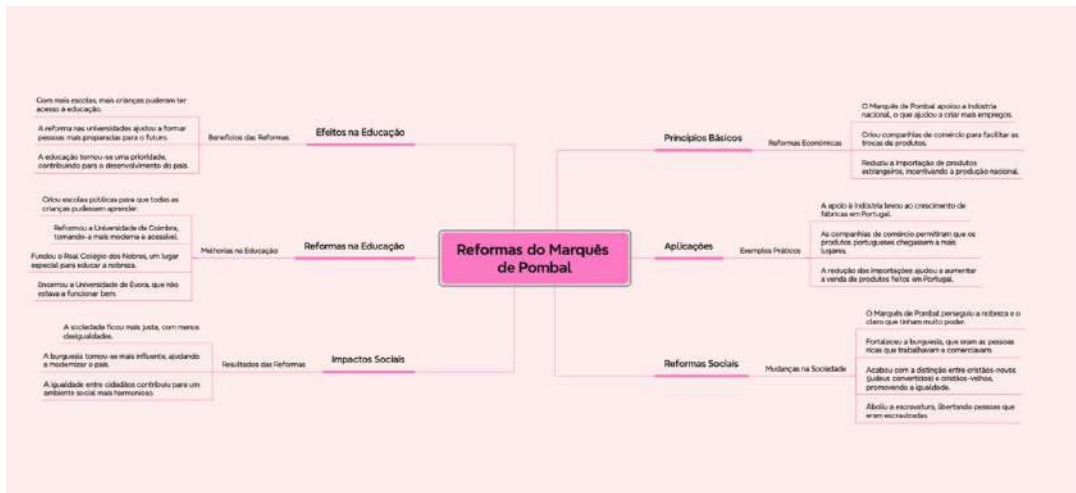 Com mais escolas, mais crianças puderam ter
acesso à educação.
A reforma nas universidades ajudou a formar
pessoas mais preparadas para o futuro.
A educação tornou-se uma prioridade,
contribuindo para o desenvolvimento do país.
Benefícios das Reformas
Efeitos na Educação
Criou escolas públicas para que todas as
crianças pudessem aprender.
Reformou a Universidade de Coimbra,
tornando-a mais moderna e acessível.
Fundou o Real Colégio dos Nobres, um lugar
especial para educar a nobreza.
Encerrou a Universidade de Évora, que não
estava a funcionar bem.
Melhorias na Educação
Reformas na Educação
A sociedade ficou mais justa, com menos
desigualdades.
A burguesia tornou-se mais influente, ajudando
a modernizar o país.
A igualdade entre cidadãos contribuiu para um
ambiente social mais harmonioso.
Resultados das Reformas
Impactos Sociais
Reformas do Marquês
de Pombal
Princípios Básicos
Reformas Económicas
O Marquês de Pombal apoiou a indústria
nacional, o que ajudou a criar mais empregos.
Criou companhias de comércio para facilitar as
trocas de produtos.
Reduziu a importação de produtos
estrangeiros, incentivando a produção nacional.
Aplicações
Exemplos Práticos
A apoio à indústria levou ao crescimento de
fábricas em Portugal.
As companhias de comércio permitiram que os
produtos portugueses chegassem a mais
lugares.
A redução das importações ajudou a aumentar
a venda de produtos feitos em Portugal.
Reformas Sociais
Mudanças na Sociedade
O Marquês de Pombal perseguiu a nobreza e o
clero que tinham muito poder.
Fortaleceu a burguesia, que eram as pessoas
ricas que trabalhavam e comerciavam.
Acabou com a distinção entre cristãos-novos
(judeus convertidos) e cristãos-velhos,
promovendo a igualdade.
Aboliu a escravatura, libertando pessoas que
eram escravizadas.